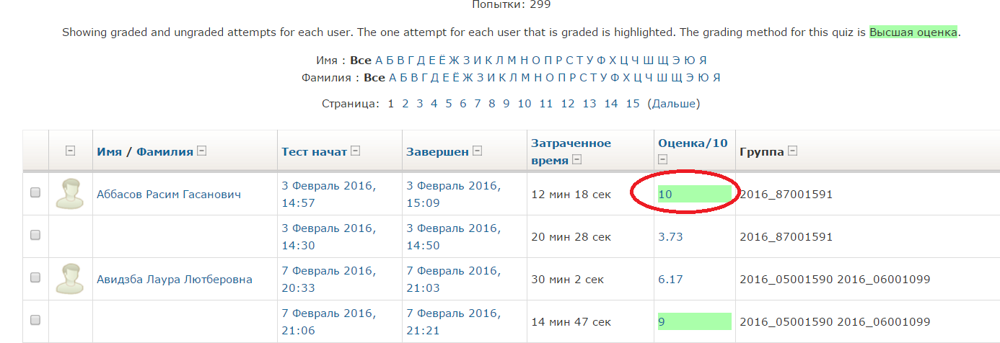 Попытки: 299
Showing graded and ungraded attempts for each user. The one attempt for each user that is graded is highlighted. The grading method for this quiz is Высшая оценка.
Имя : Все А Б В Г Д Е Ё Ж З И К Л М Н О П Р С Т У Ф Х Ц Ч Ш Щ Э Ю Я
Фамилия : Все А Б В Г Д Е Ё Ж З И К Л М Н О П Р С Т У Ф Х Ц Ч Ш Щ Э Ю Я
Страница: 1 2 3 4 5 6 7 8 9 10 11 12 13 14 15 (Дальше)
Имя / Фамилия Тест начат Завершен Затраченное время Оценка/10 Группа
Аббасов Расим Гасанович 3 Февраль 2016, 14:57 3 Февраль 2016, 15:09 12 мин 18 сек 10 2016_87001591
3 Февраль 2016, 14:30 3 Февраль 2016, 14:50 20 мин 28 сек 3.73 2016_87001591
Авидзба Лаура Лютберовна 7 Февраль 2016, 20:33 7 Февраль 2016, 21:03 30 мин 2 сек 6.17 2016_05001590 2016_06001099
7 Февраль 2016, 21:06 7 Февраль 2016, 21:21 14 мин 47 сек 9 2016_05001590 2016_06001099